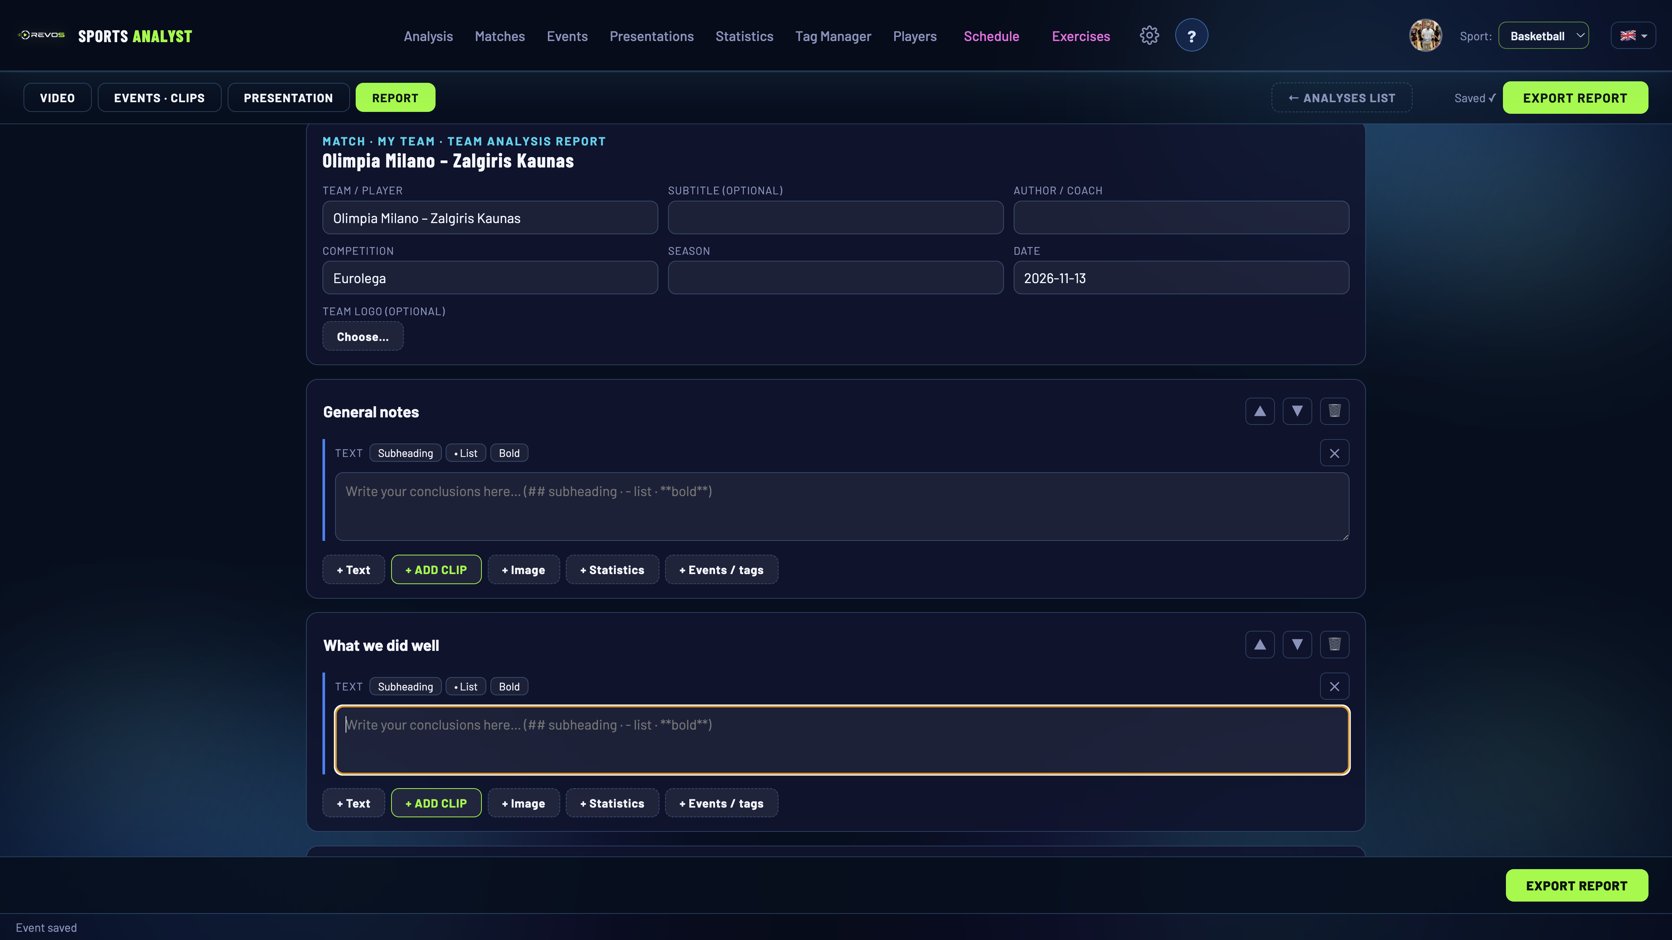 REVOS SPORTS ANALYST
Analysis Matches Events Presentations Statistics Tag Manager Players Schedule Exercises ? Sport: Basketball
VIDEO EVENTS · CLIPS PRESENTATION REPORT ← ANALYSES LIST Saved ✓ EXPORT REPORT
MATCH · MY TEAM · TEAM ANALYSIS REPORT
Olimpia Milano – Zalgiris Kaunas
TEAM / PLAYER SUBTITLE (OPTIONAL) AUTHOR / COACH
Olimpia Milano – Zalgiris Kaunas
COMPETITION SEASON DATE
Eurolega 2026-11-13
TEAM LOGO (OPTIONAL)
Choose...
General notes
TEXT Subheading • List Bold
Write your conclusions here... (## subheading · - list · **bold**)
+ Text + ADD CLIP + Image + Statistics + Events / tags
What we did well
TEXT Subheading • List Bold
Write your conclusions here... (## subheading · - list · **bold**)
+ Text + ADD CLIP + Image + Statistics + Events / tags
EXPORT REPORT
Event saved